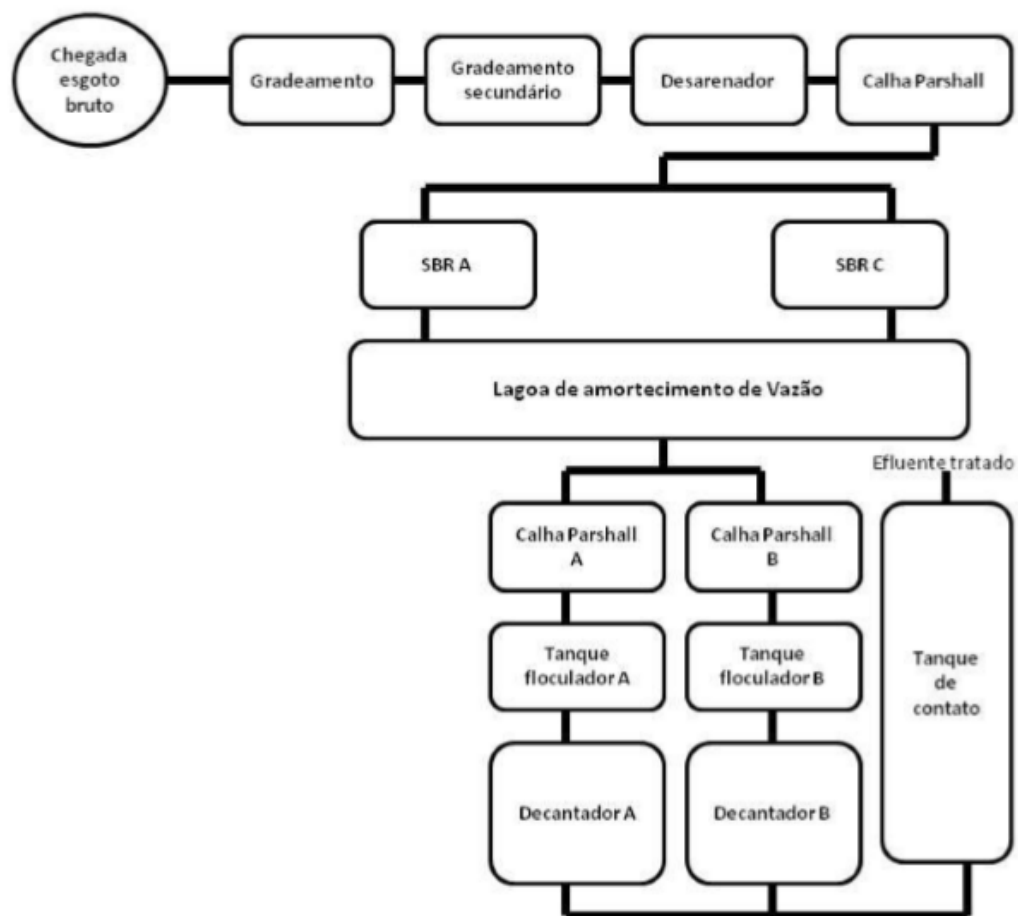 Chegada
esgoto
bruto
Gradeamento
Gradeamento
secundário
Desarenador
Calha Parshall
SBR A
SBR C
Lagoa de amortecimento de Vazão
Efluente tratado
Calha Parshall
A
Calha Parshall
B
Tanque
floculador A
Tanque
floculador B
Tanque
de
contato
Decantador A
Decantador B